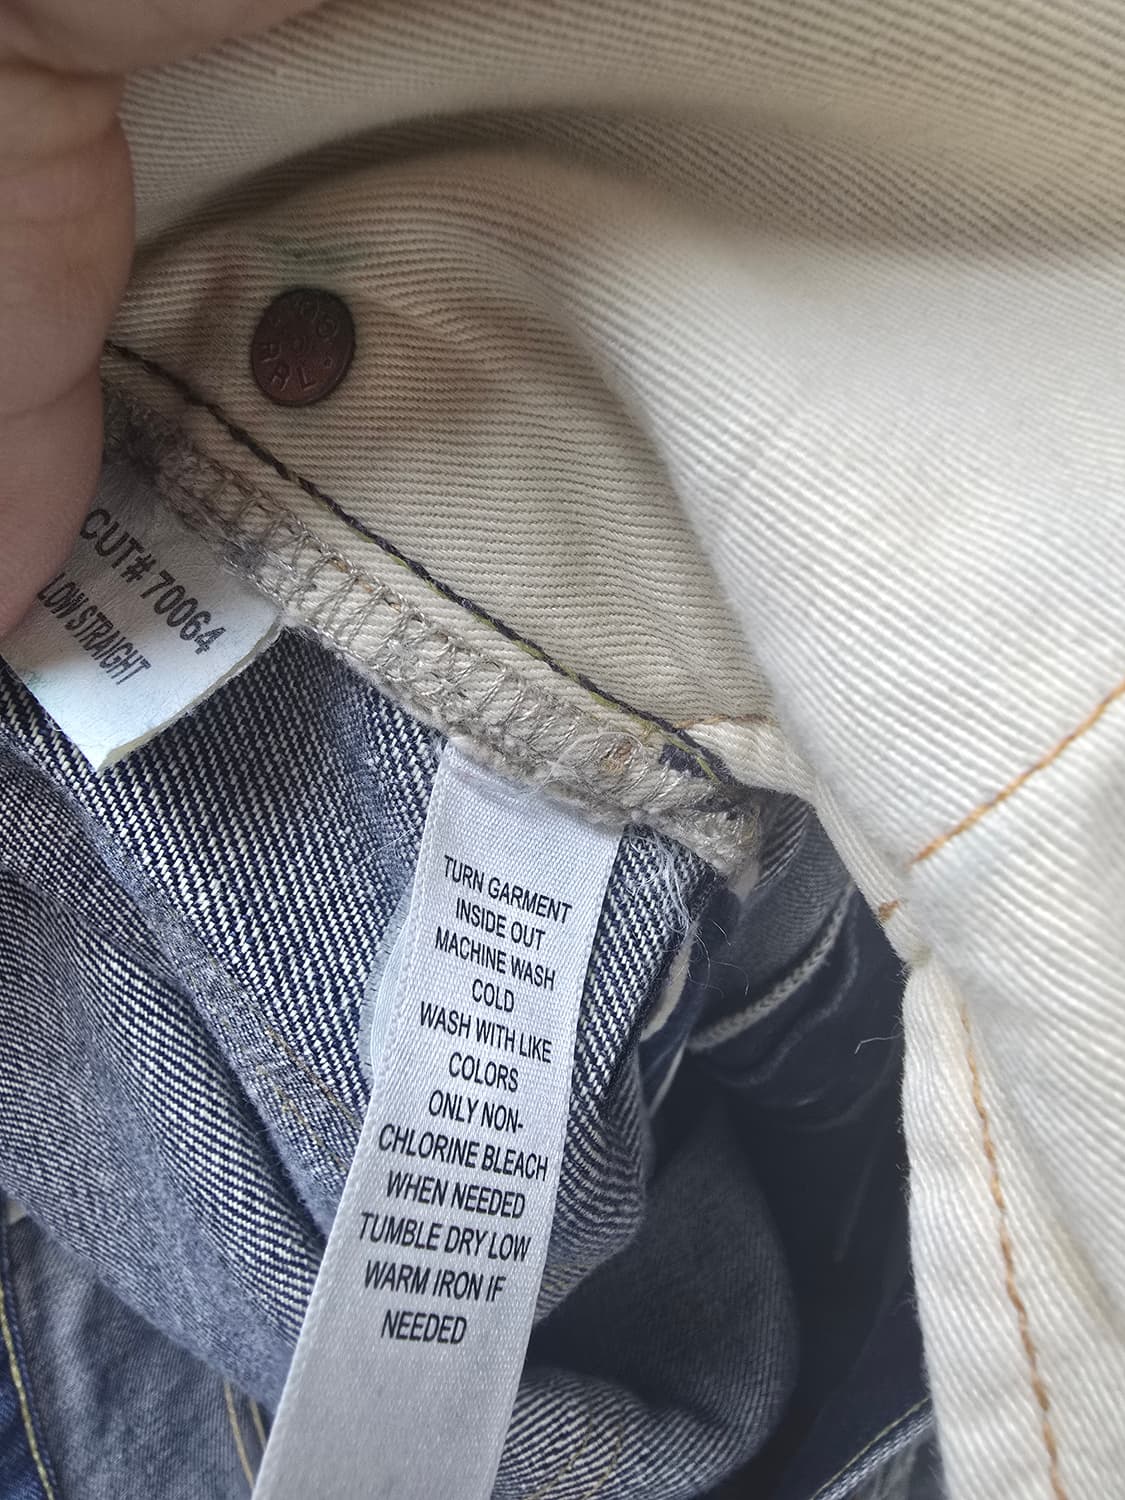 RRL
CUT# 70064
LOW STRAIGHT
TURN GARMENT
INSIDE OUT
MACHINE WASH
COLD
WASH WITH LIKE
COLORS
ONLY NON-
CHLORINE BLEACH
WHEN NEEDED
TUMBLE DRY LOW
WARM IRON IF
NEEDED